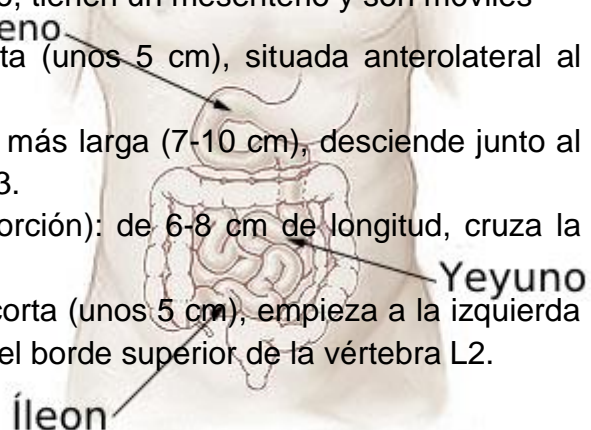 o, tienen un mesenterio y son móviles
eno
ta (unos 5 cm), situada anterolateral al
más larga (7-10 cm), desciende junto al
3.
orción): de 6-8 cm de longitud, cruza la
Yeyuno
corta (unos 5 cm), empieza a la izquierda
el borde superior de la vértebra L2.
Íleon